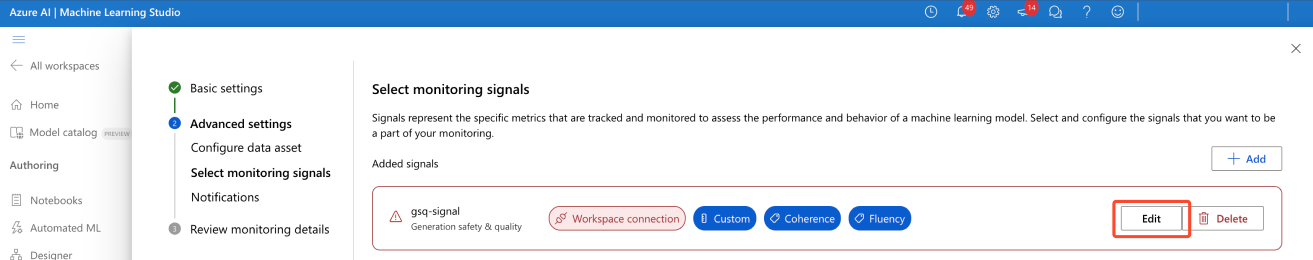 Azure AI | Machine Learning Studio
49
14
?
All workspaces
Home
Model catalog PREVIEW
Authoring
Notebooks
Automated ML
Designer
Basic settings
2 Advanced settings
Configure data asset
Select monitoring signals
Notifications
3 Review monitoring details
Select monitoring signals
Signals represent the specific metrics that are tracked and monitored to assess the performance and behavior of a machine learning model. Select and configure the signals that you want to be
a part of your monitoring.
Added signals
+ Add
gsq-signal
Generation safety & quality
Workspace connection
Custom
Coherence
Fluency
Edit
Delete